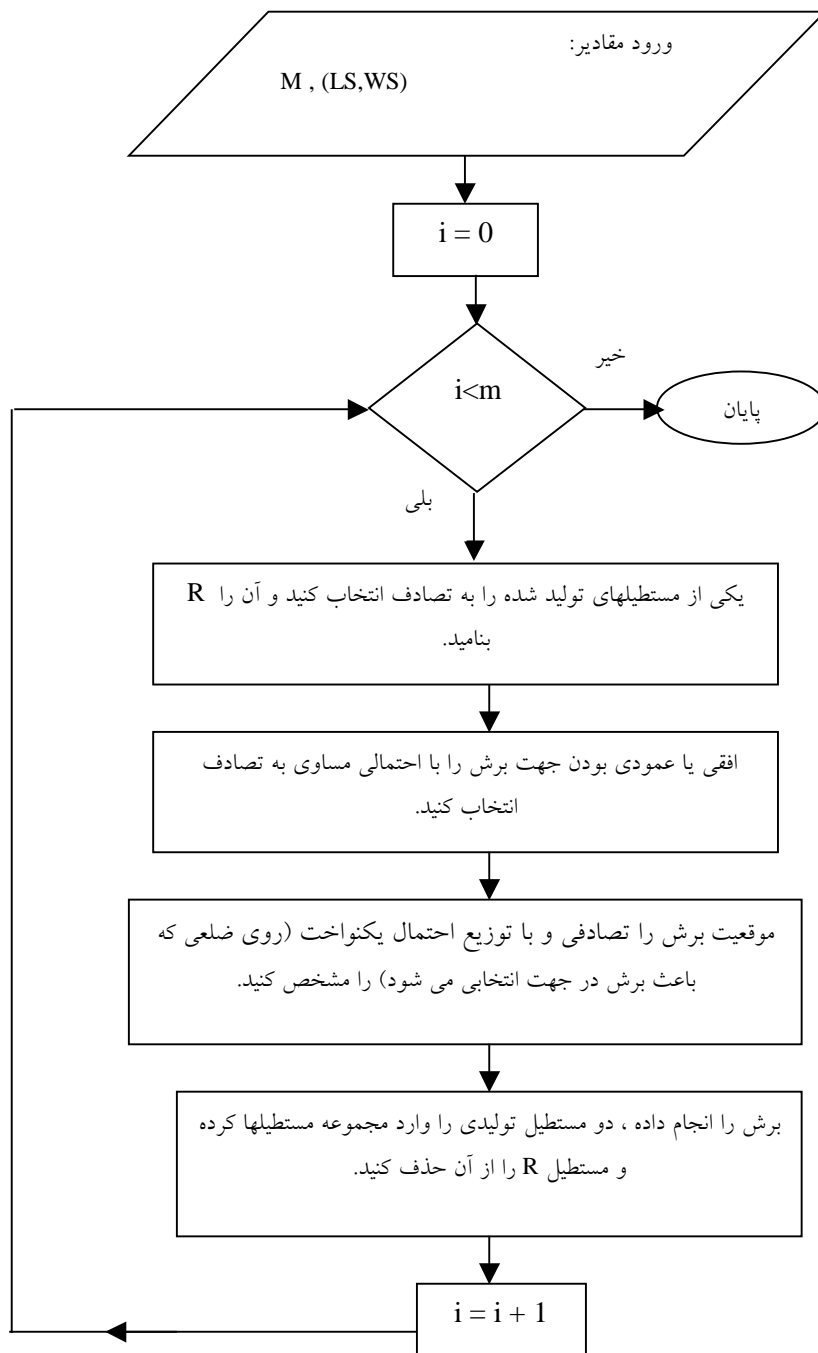 ورود مقادیر:
M , (LS,WS)
i = 0
i<m
خیر
پایان
بلی
یکی از مستطیلهای تولید شده را به تصادف انتخاب کنید و آن را R
بنامید.
افقی یا عمودی بودن جهت برش را با احتمالی مساوی به تصادف
انتخاب کنید.
موقعیت برش را تصادفی و با توزیع احتمال یکنواخت (روی ضلعی که
باعث برش در جهت انتخابی می شود) را مشخص کنید.
برش را انجام داده ، دو مستطیل تولیدی را وارد مجموعه مستطیلها کرده
و مستطیل R را از آن حذف کنید.
i = i + 1